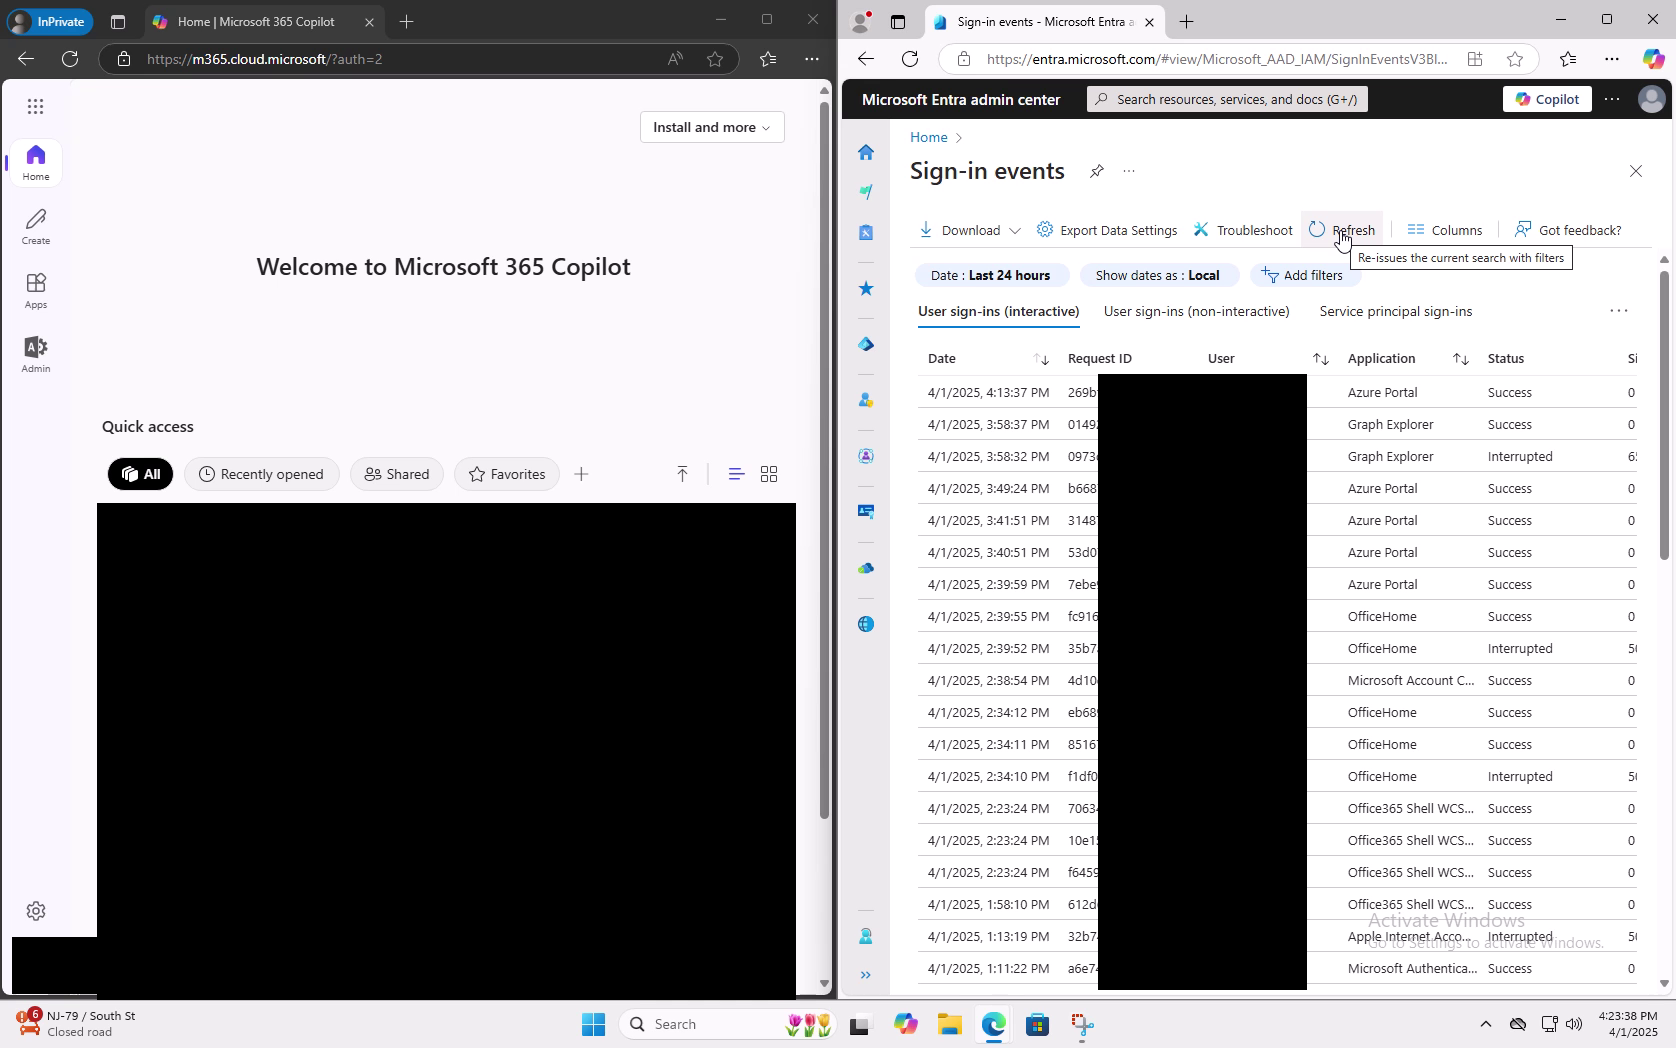 InPrivate
Home | Microsoft 365 Copilot
https://m365.cloud.microsoft/?auth=2
Install and more
Home
Create
Apps
Admin
Welcome to Microsoft 365 Copilot
Quick access
All
Recently opened
Shared
Favorites
Sign-in events - Microsoft Entra a
https://entra.microsoft.com/#view/Microsoft_AAD_IAM/SignInEventsV3Bl...
Microsoft Entra admin center
Search resources, services, and docs (G+/)
Copilot
Home >
Sign-in events
Download
Export Data Settings
Troubleshoot
Refresh
Columns
Got feedback?
Re-issues the current search with filters
Date : Last 24 hours
Show dates as : Local
Add filters
User sign-ins (interactive)
User sign-ins (non-interactive)
Service principal sign-ins
Date Request ID User Application Status Si
4/1/2025, 4:13:37 PM 269b Azure Portal Success 0
4/1/2025, 3:58:37 PM 0149 Graph Explorer Success 0
4/1/2025, 3:58:32 PM 0973 Graph Explorer Interrupted 65
4/1/2025, 3:49:24 PM b668 Azure Portal Success 0
4/1/2025, 3:41:51 PM 3148 Azure Portal Success 0
4/1/2025, 3:40:51 PM 53d0 Azure Portal Success 0
4/1/2025, 2:39:59 PM 7ebe Azure Portal Success 0
4/1/2025, 2:39:55 PM fc916 OfficeHome Success 0
4/1/2025, 2:39:52 PM 35b7 OfficeHome Interrupted 50
4/1/2025, 2:38:54 PM 4d10 Microsoft Account C... Success 0
4/1/2025, 2:34:12 PM eb68 OfficeHome Success 0
4/1/2025, 2:34:11 PM 8516 OfficeHome Success 0
4/1/2025, 2:34:10 PM f1df0 OfficeHome Interrupted 50
4/1/2025, 2:23:24 PM 7063 Office365 Shell WCS... Success 0
4/1/2025, 2:23:24 PM 10e1 Office365 Shell WCS... Success 0
4/1/2025, 2:23:24 PM f6459 Office365 Shell WCS... Success 0
4/1/2025, 1:58:10 PM 612d Office365 Shell WCS... Success 0
4/1/2025, 1:13:19 PM 32b7 Apple Internet Acco... Interrupted 50
4/1/2025, 1:11:22 PM a6e7 Microsoft Authentica... Success 0
Activate Windows
Go to Settings to activate Windows.
6
NJ-79 / South St
Closed road
Search
4:23:38 PM
4/1/2025